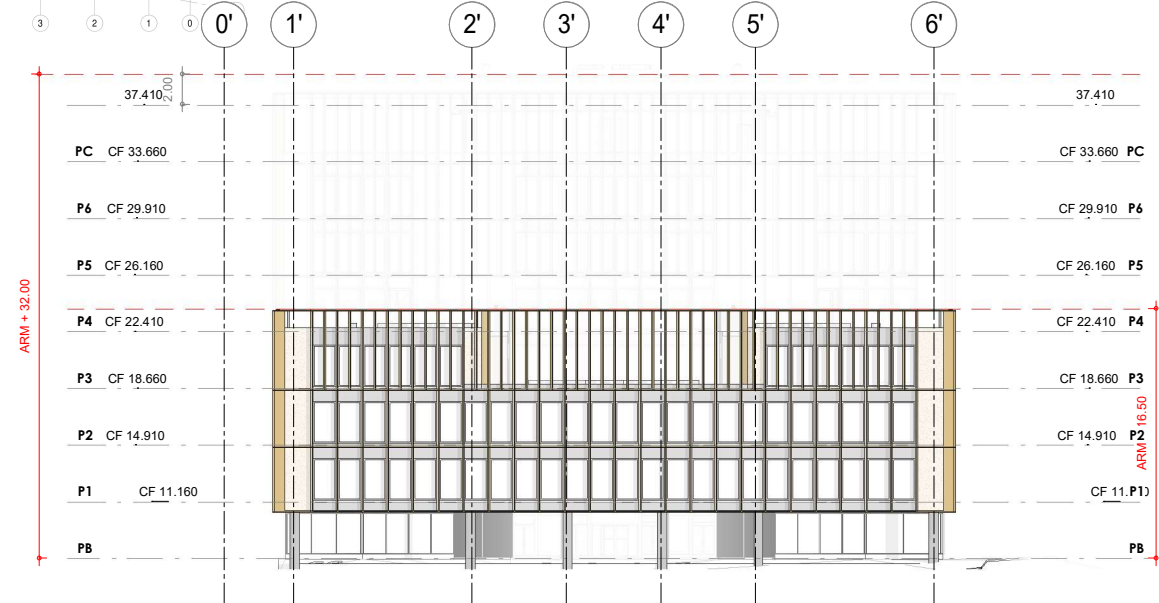 3 2 1 0
0' 1' 2' 3' 4' 5' 6'
2.00
37.410 37.410
PC CF 33.660 CF 33.660 PC
P6 CF 29.910 CF 29.910 P6
P5 CF 26.160 CF 26.160 P5
ARM + 32.00
P4 CF 22.410 CF 22.410 P4
P3 CF 18.660 CF 18.660 P3
P2 CF 14.910 CF 14.910 P2
P1 CF 11.160 CF 11. P1
PB PB